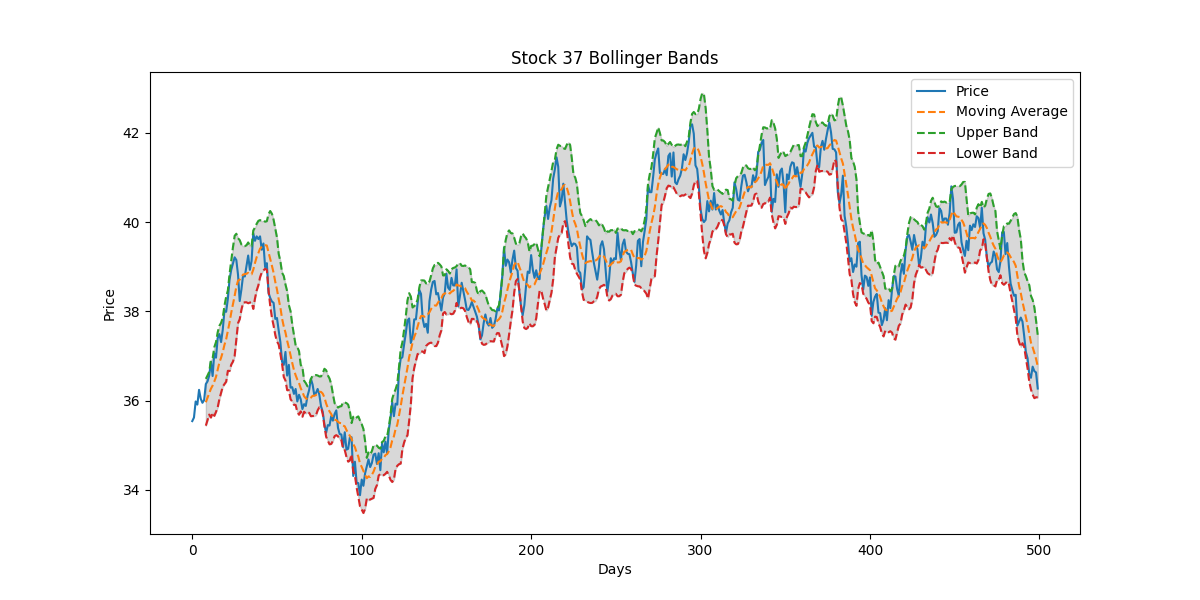 Stock 37 Bollinger Bands
Price
Moving Average
Upper Band
Lower Band
42
40
38
36
34
Price
0
100
200
300
400
500
Days